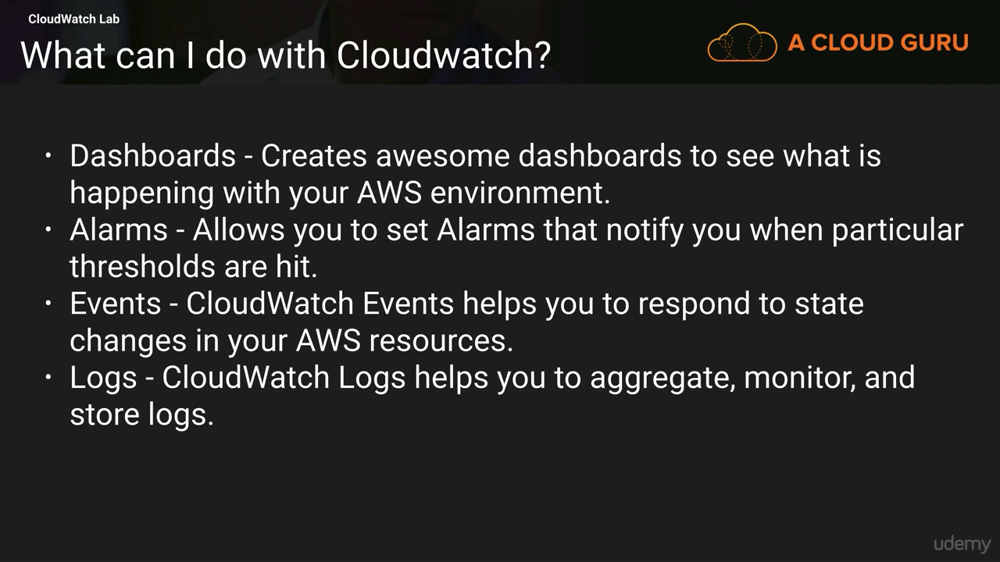 CloudWatch Lab
What can I do with Cloudwatch?
A CLOUD GURU
• Dashboards - Creates awesome dashboards to see what is
happening with your AWS environment.
• Alarms - Allows you to set Alarms that notify you when particular
thresholds are hit.
• Events - CloudWatch Events helps you to respond to state
changes in your AWS resources.
• Logs - CloudWatch Logs helps you to aggregate, monitor, and
store logs.
udemy